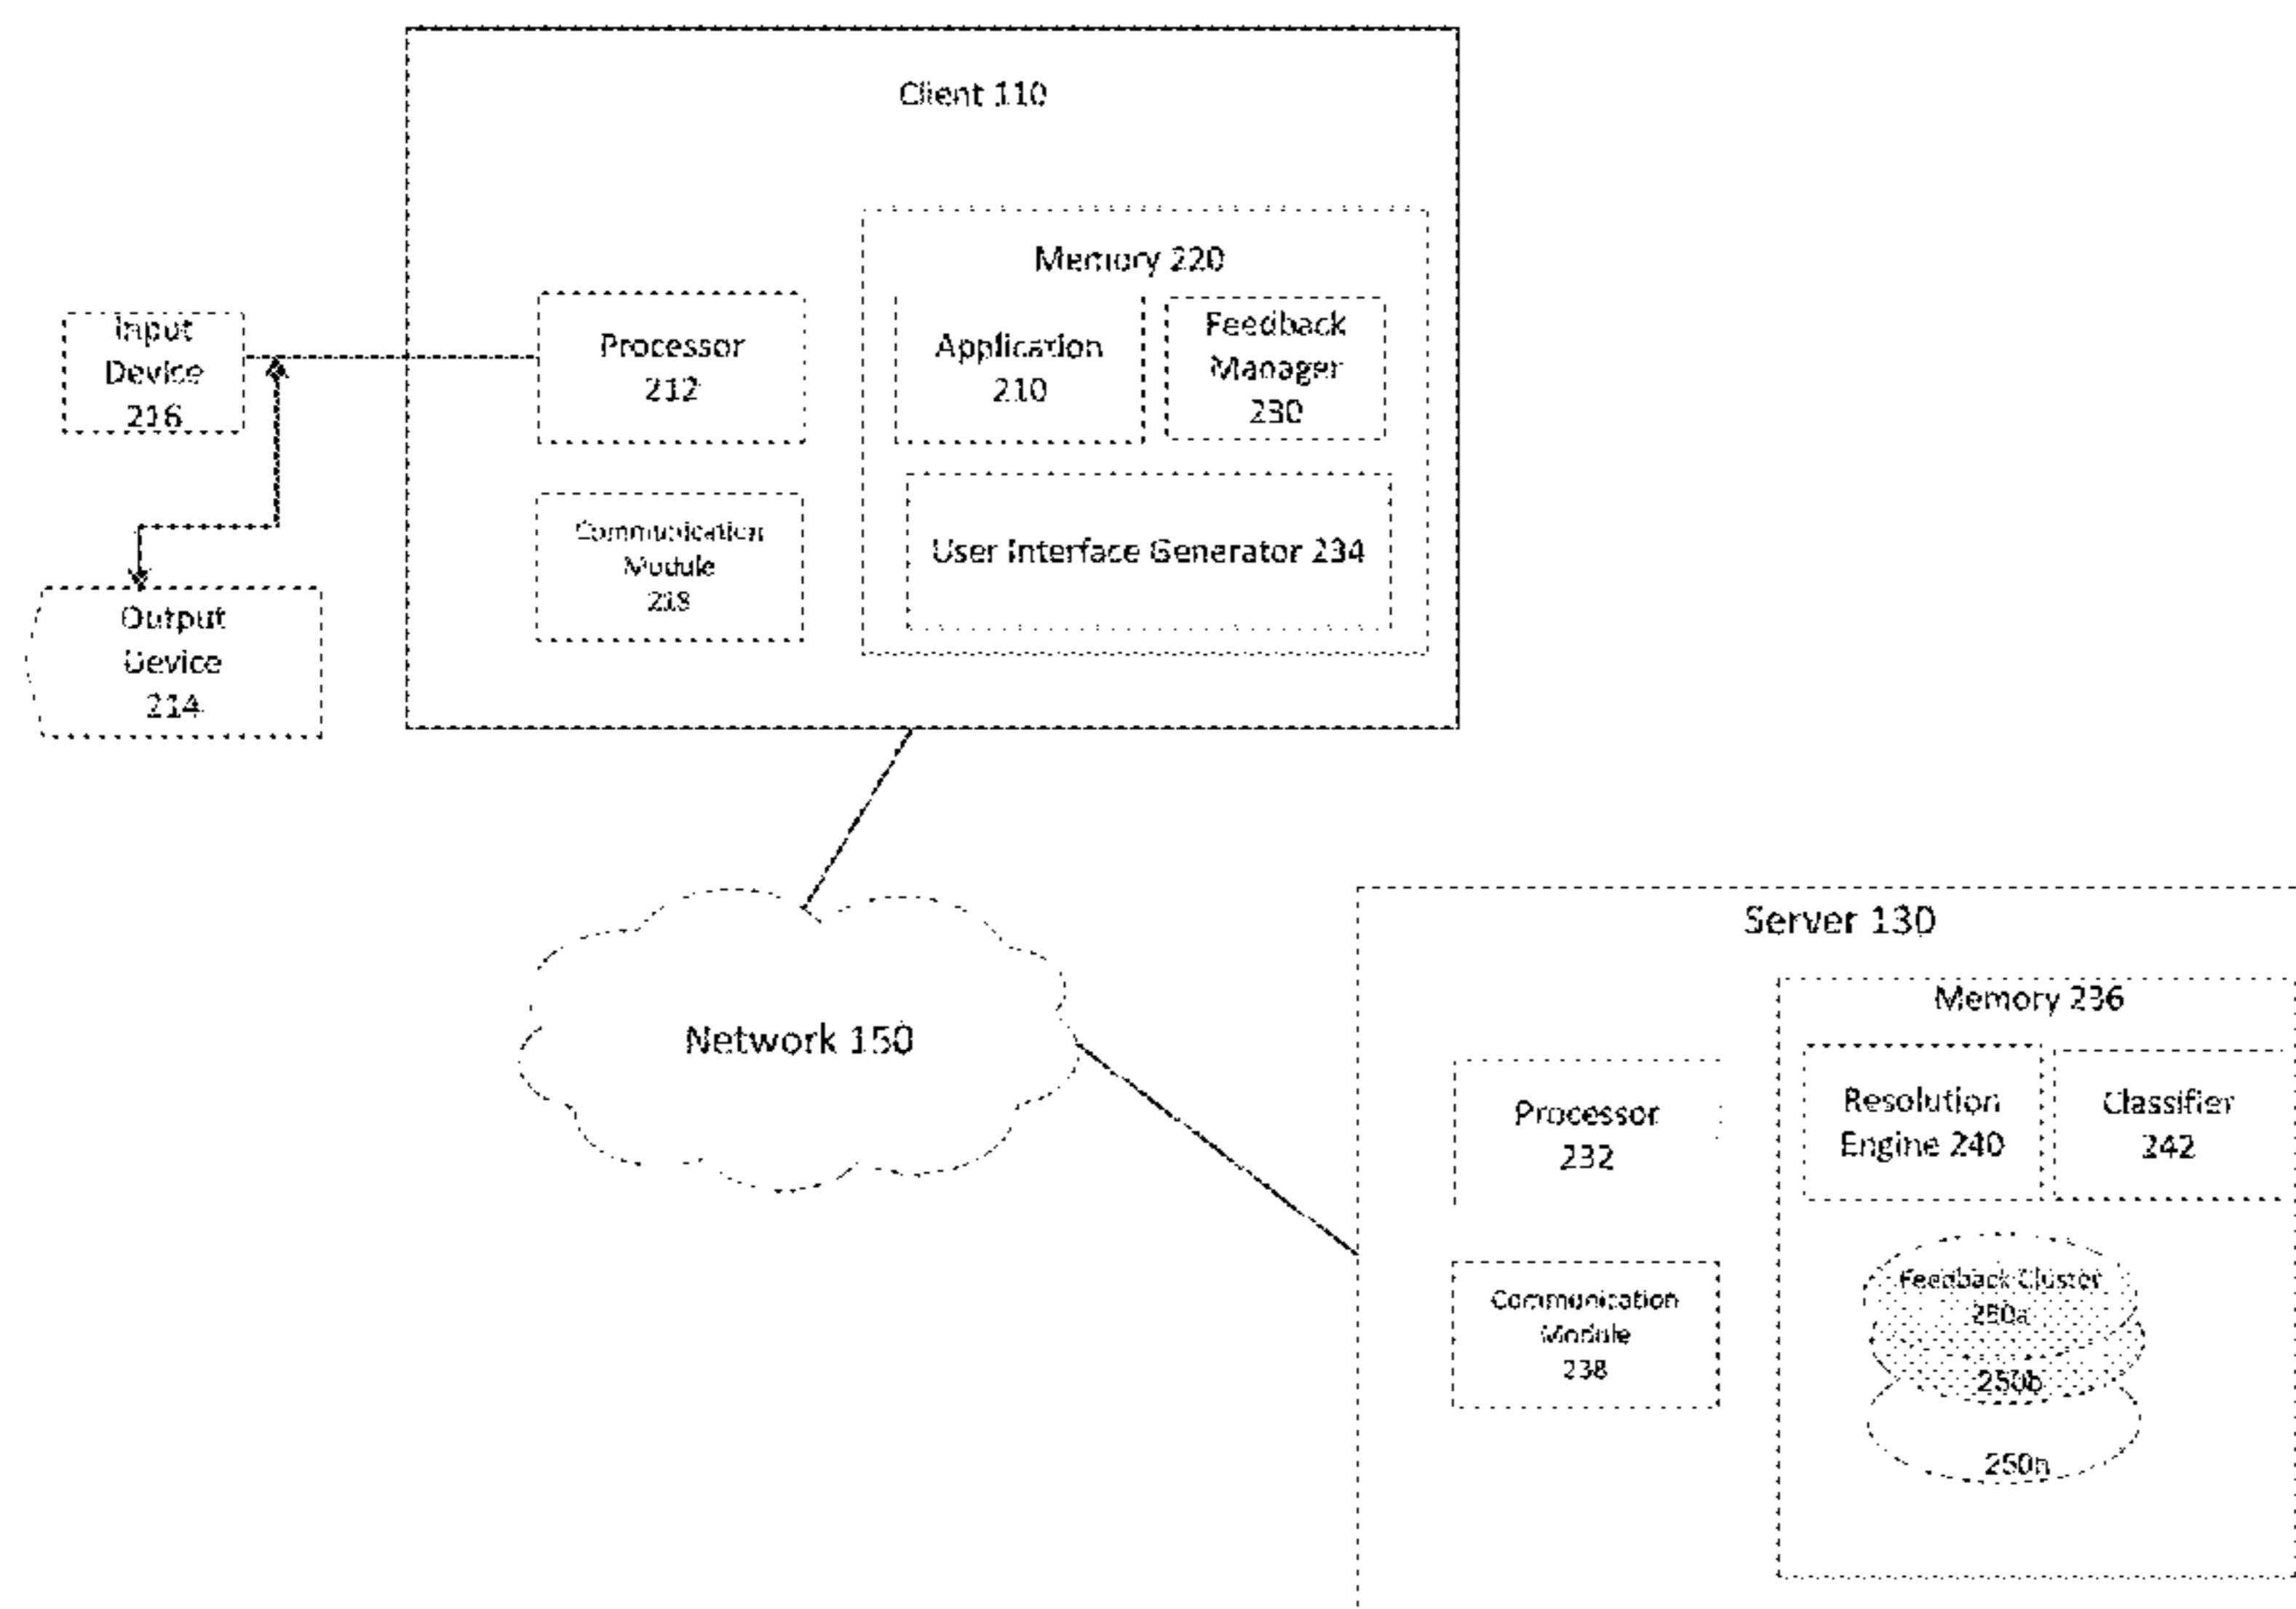 Client 110
Memory 220
Input
Device
216
Processor
212
Application
210
Feedback
Manager
230
Communication
Module
218
User Interface Generator 234
Output
Device
214
Network 150
Server 130
Memory 236
Processor
232
Resolution
Engine 240
Classifier
242
Communication
Module
238
Feedback Cluster
250a
250b
250n